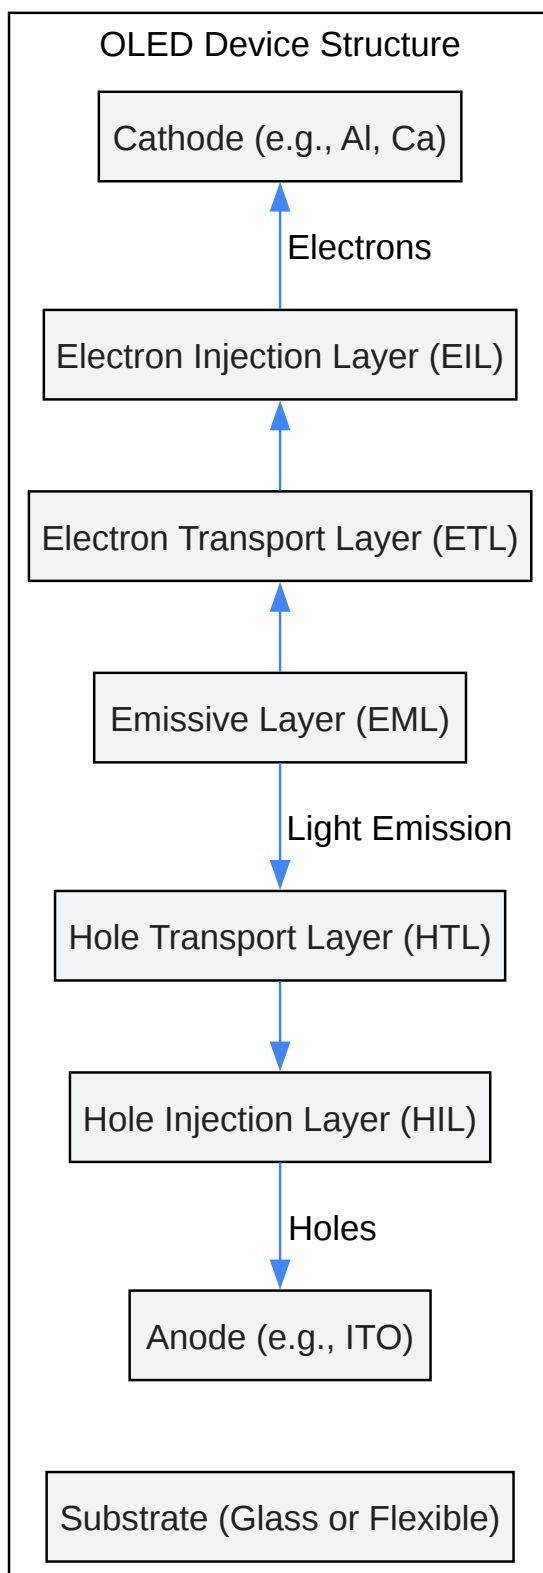 OLED Device Structure
Cathode (e.g., Al, Ca)
Electrons
Electron Injection Layer (EIL)
Electron Transport Layer (ETL)
Emissive Layer (EML)
Light Emission
Hole Transport Layer (HTL)
Hole Injection Layer (HIL)
Holes
Anode (e.g., ITO)
Substrate (Glass or Flexible)